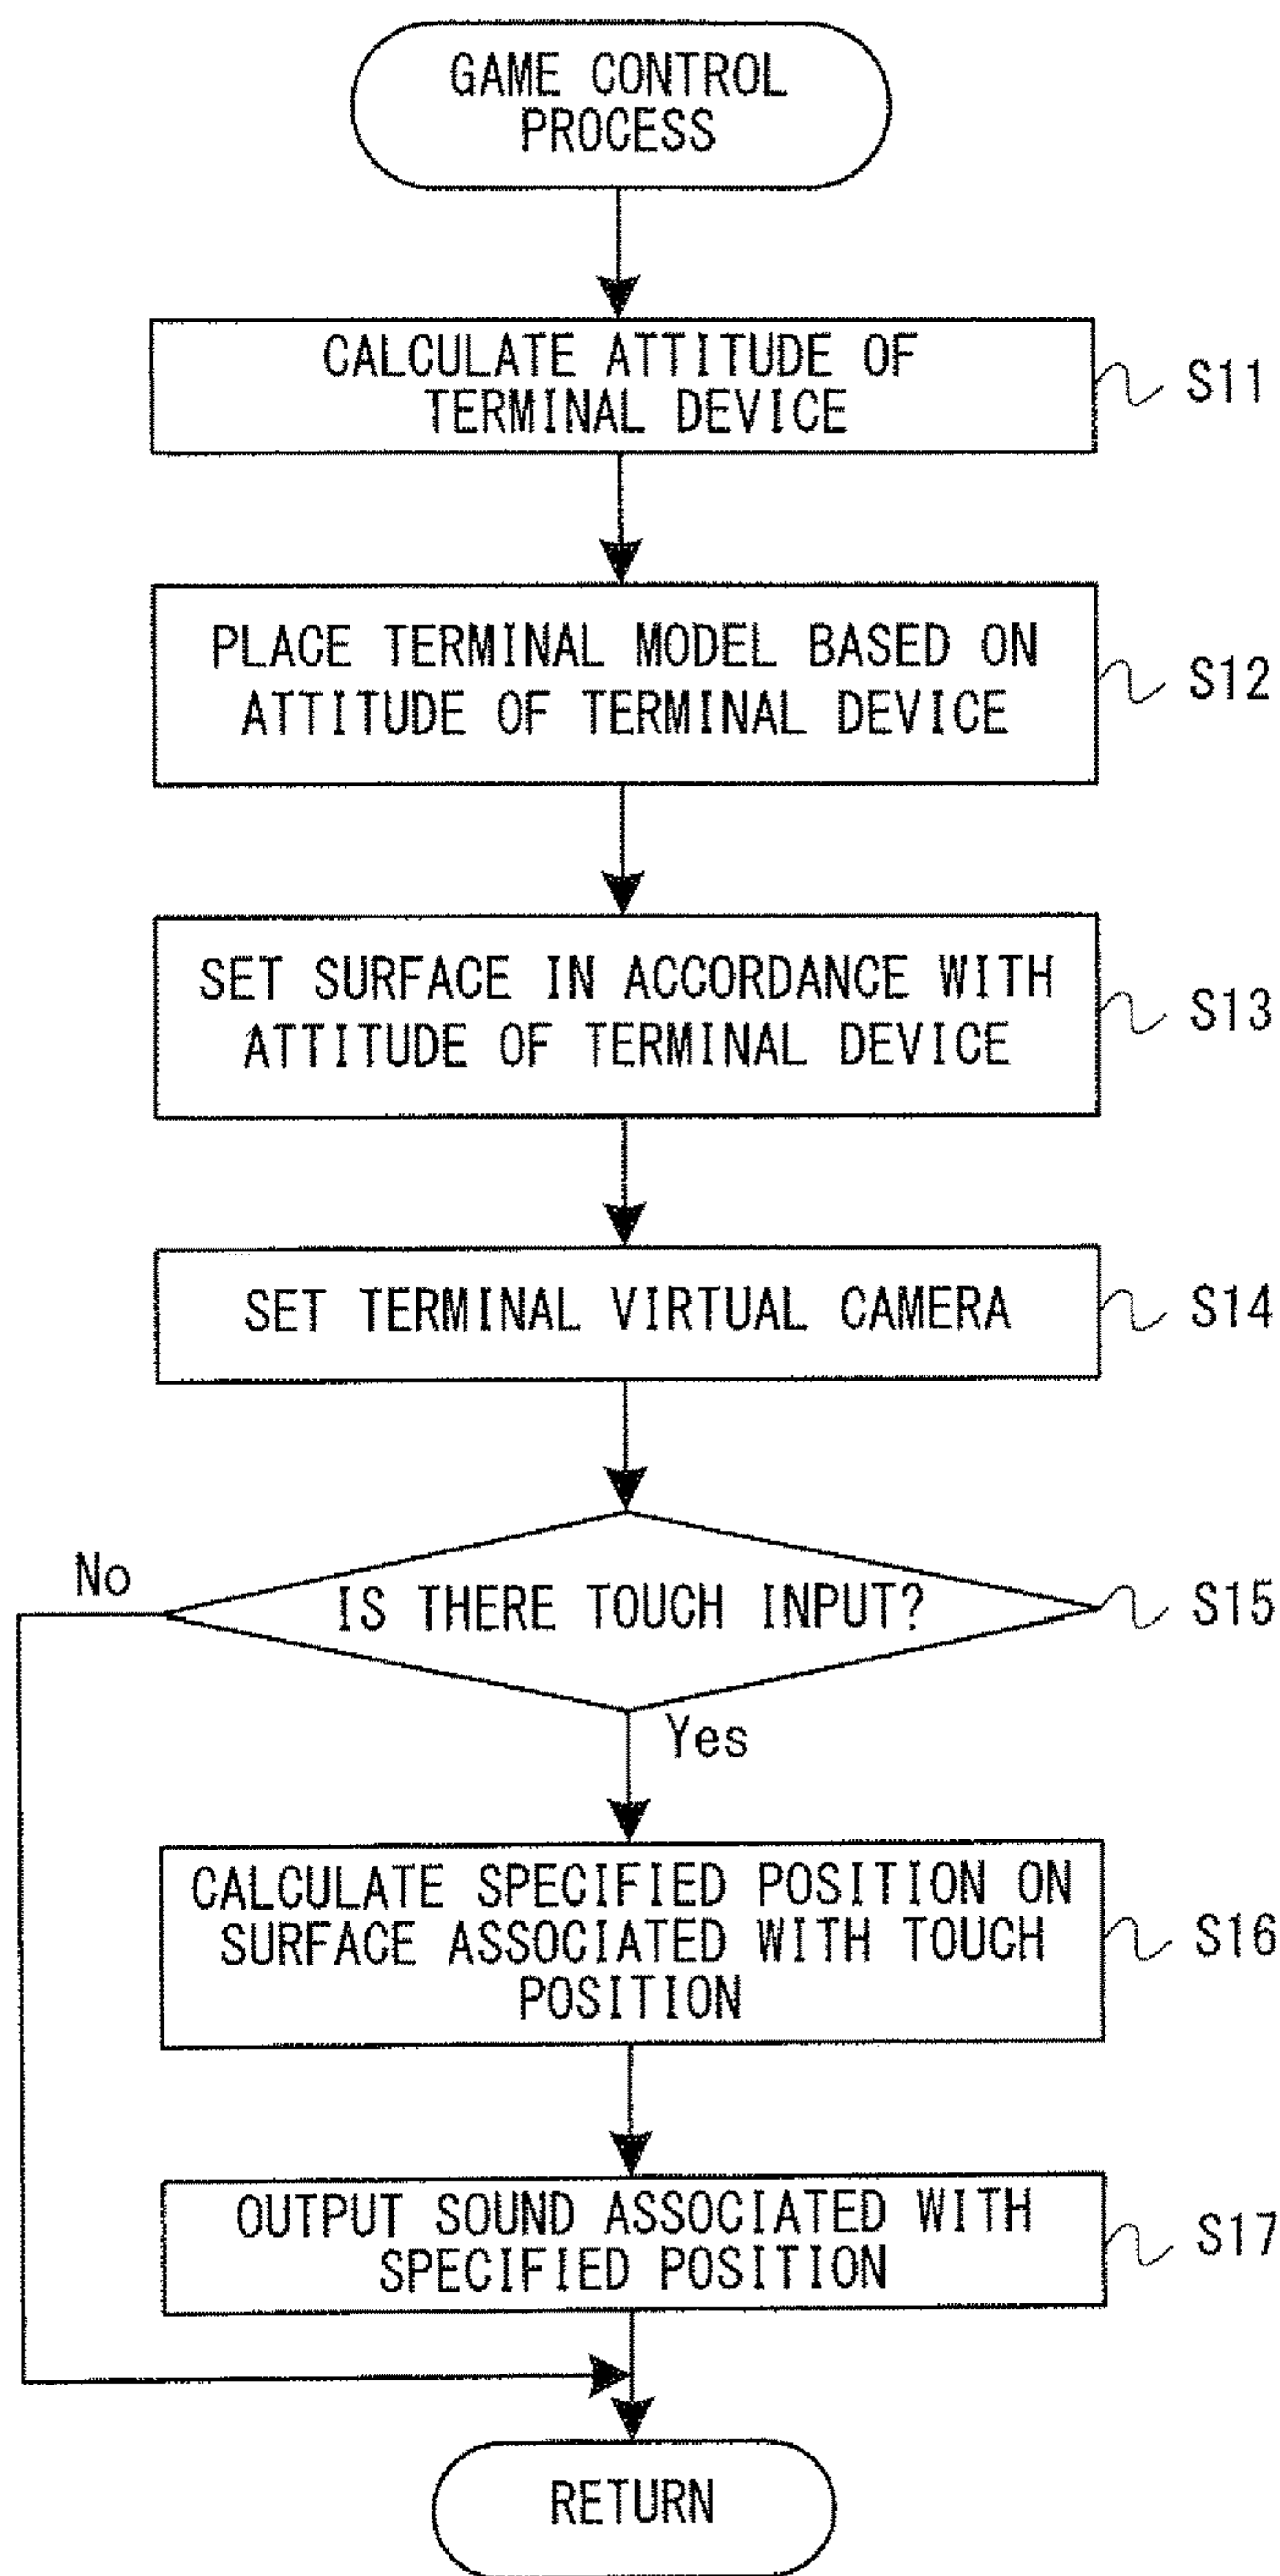 GAME CONTROL
PROCESS
CALCULATE ATTITUDE OF
TERMINAL DEVICE
S11
PLACE TERMINAL MODEL BASED ON
ATTITUDE OF TERMINAL DEVICE
S12
SET SURFACE IN ACCORDANCE WITH
ATTITUDE OF TERMINAL DEVICE
S13
SET TERMINAL VIRTUAL CAMERA
S14
No
IS THERE TOUCH INPUT?
S15
Yes
CALCULATE SPECIFIED POSITION ON
SURFACE ASSOCIATED WITH TOUCH
POSITION
S16
OUTPUT SOUND ASSOCIATED WITH
SPECIFIED POSITION
S17
RETURN